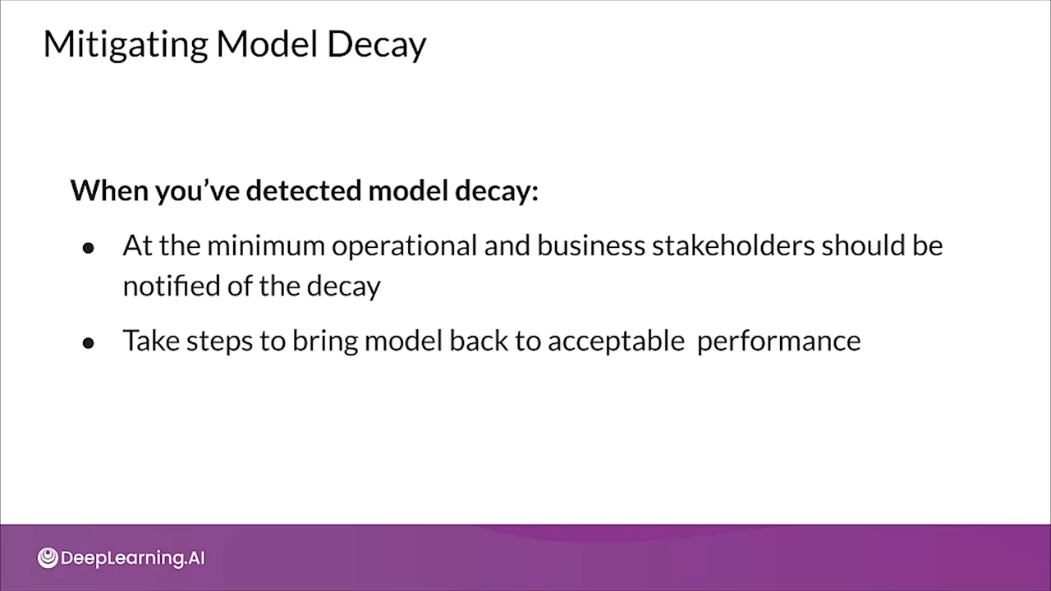 Mitigating Model Decay
When you've detected model decay:
● At the minimum operational and business stakeholders should be
notified of the decay
● Take steps to bring model back to acceptable  performance
DeepLearning.AI